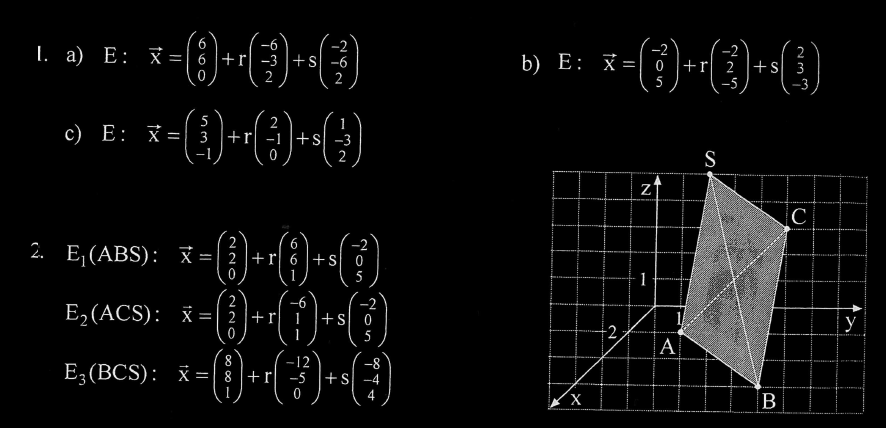 1. a) E: x⃗ = (6 6 0) + r (-6 -3 2) + s (-2 -6 2)
b) E: x⃗ = (-2 0 5) + r (-2 2 -5) + s (2 3 -3)
c) E: x⃗ = (5 3 -1) + r (2 -1 0) + s (1 -3 2)
2. E₁(ABS): x⃗ = (2 2 0) + r (6 6 1) + s (-2 0 5)
E₂(ACS): x⃗ = (2 2 0) + r (-6 1 1) + s (-2 0 5)
E₃(BCS): x⃗ = (8 8 1) + r (-12 -5 0) + s (-8 -4 4)
S
z
C
1
1
y
2
A
x
B